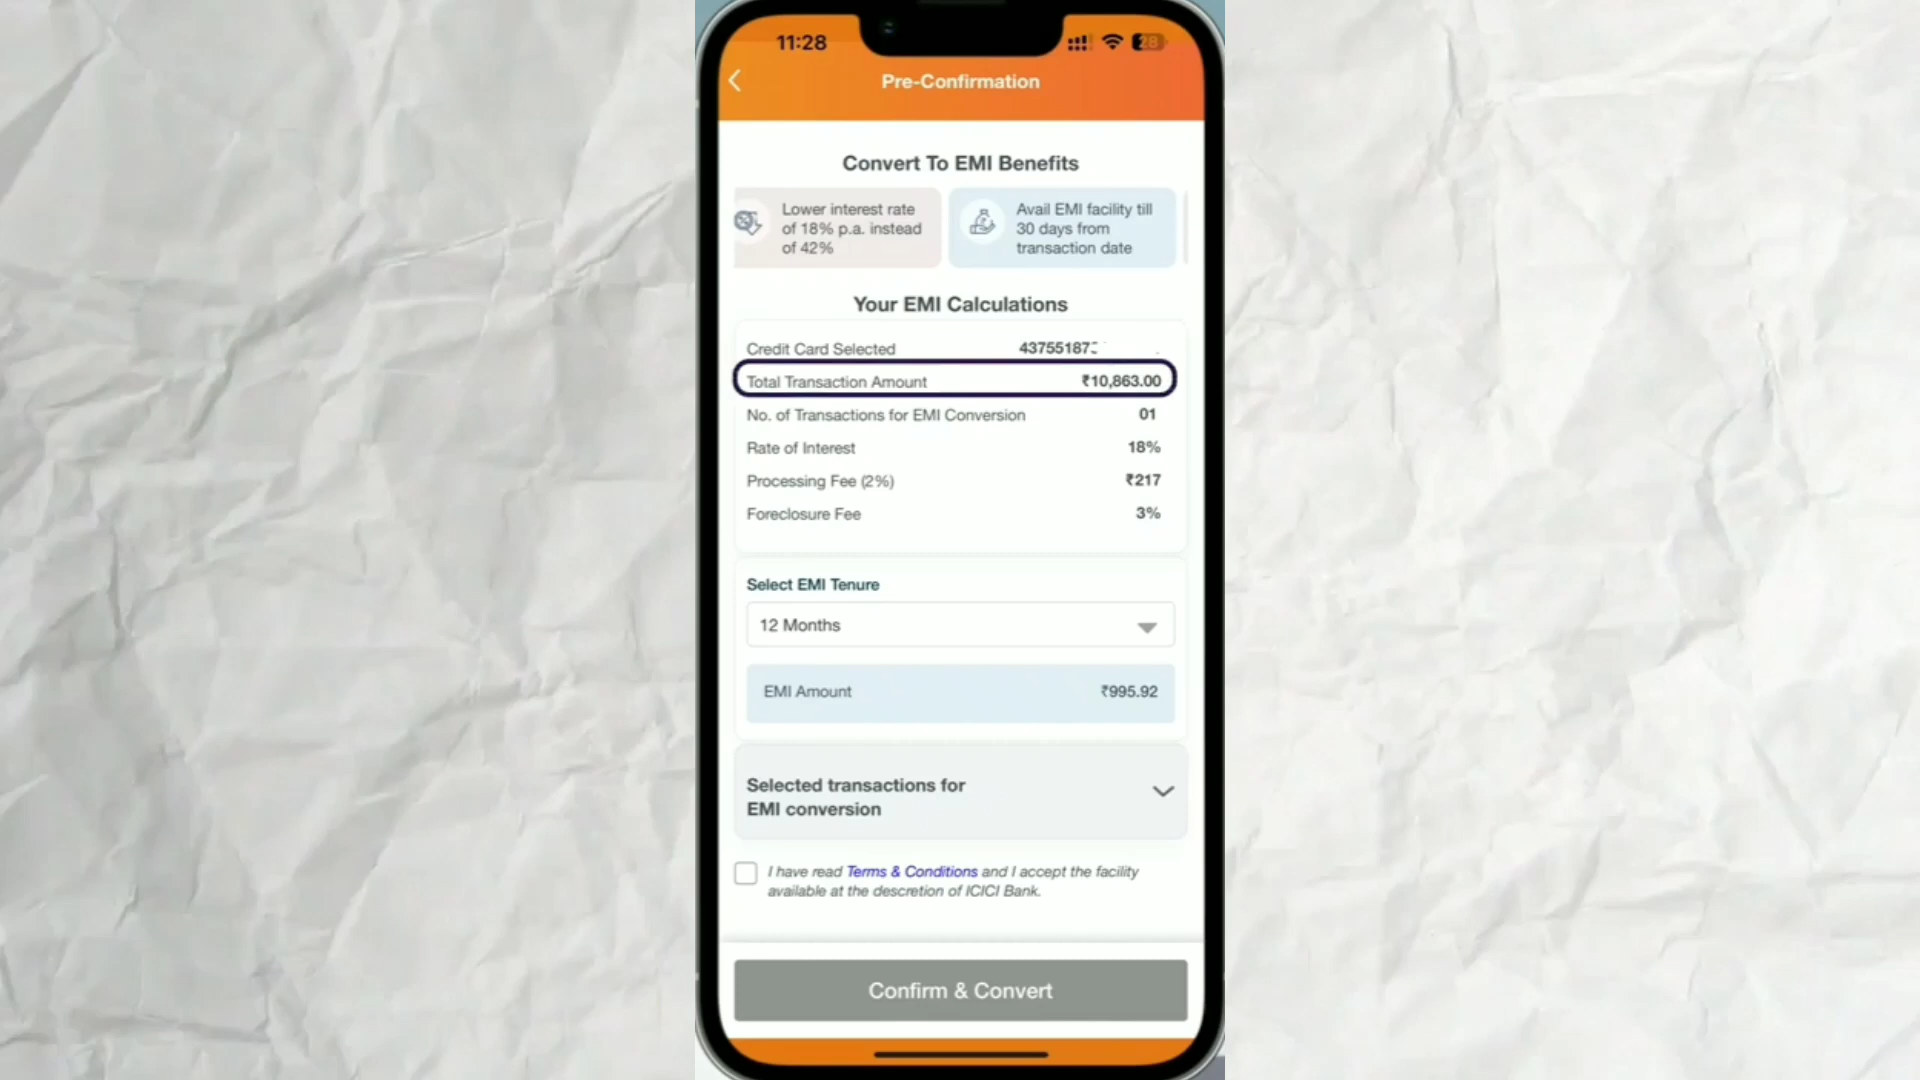 11:28
28
Pre-Confirmation
Convert To EMI Benefits
Lower interest rate
of 18% p.a. instead
of 42%
Avail EMI facility till
30 days from
transaction date
Your EMI Calculations
Credit Card Selected 43755187
Total Transaction Amount ₹10,863.00
No. of Transactions for EMI Conversion 01
Rate of Interest 18%
Processing Fee (2%) ₹217
Foreclosure Fee 3%
Select EMI Tenure
12 Months
EMI Amount ₹995.92
Selected transactions for
EMI conversion
I have read Terms & Conditions and I accept the facility
available at the descretion of ICICI Bank.
Confirm & Convert